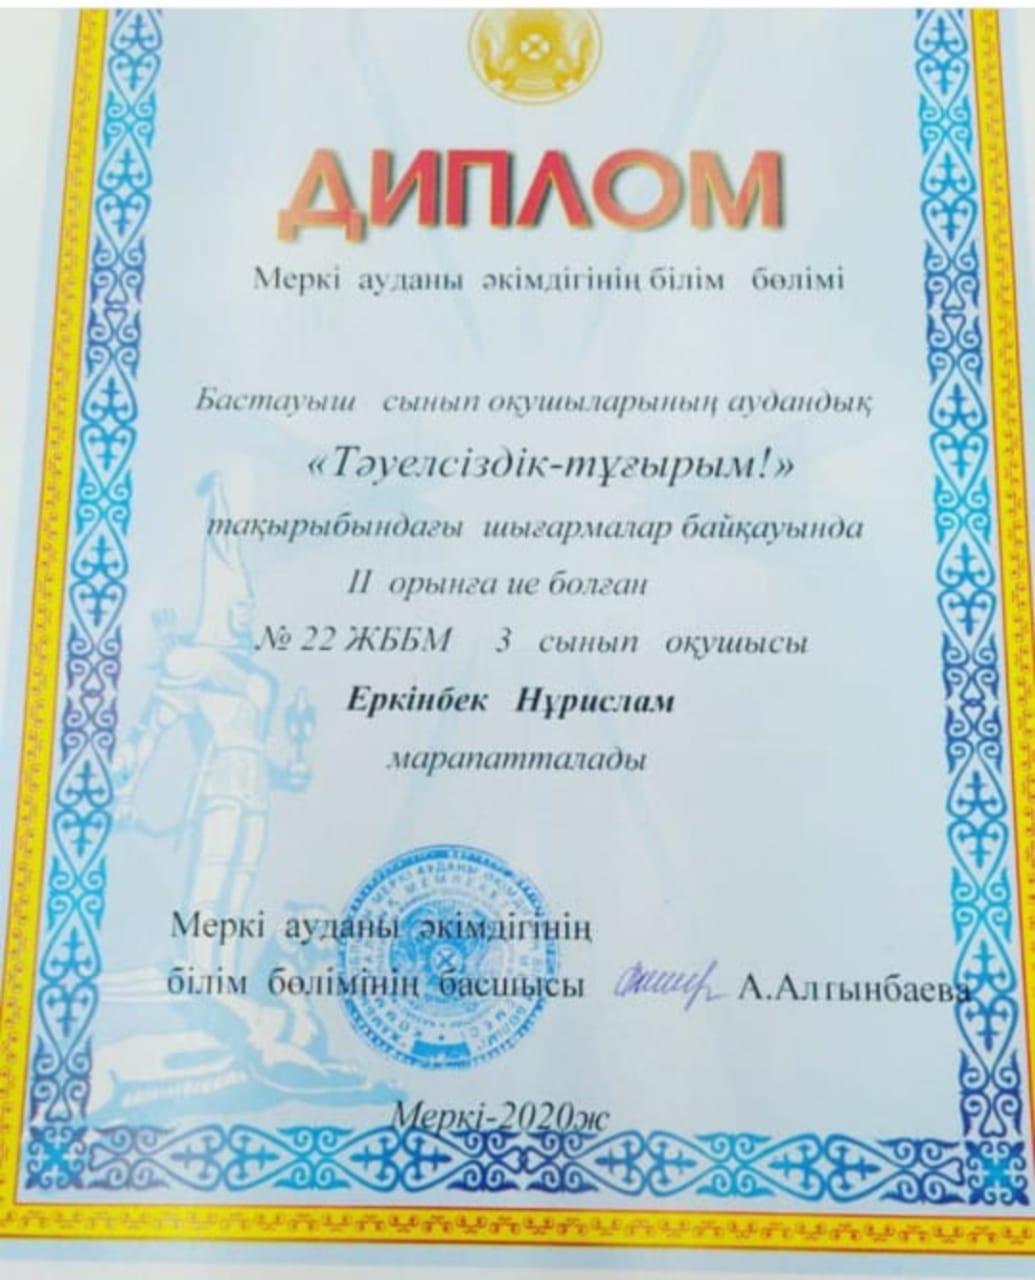 ДИПЛОМ
Меркі ауданы әкімдігінің білім бөлімі
Бастауыш сынып оқушыларының аудандық
«Тәуелсіздік-тұғырым!»
тақырыбындағы шығармалар байқауында
II орынға ие болған
№ 22 ЖББМ 3 сынып оқушысы
Еркінбек Нұрислам
марапатталады
Меркі ауданы әкімдігінің
білім бөлімінің басшысы А.Алтынбаева
Меркі-2020ж